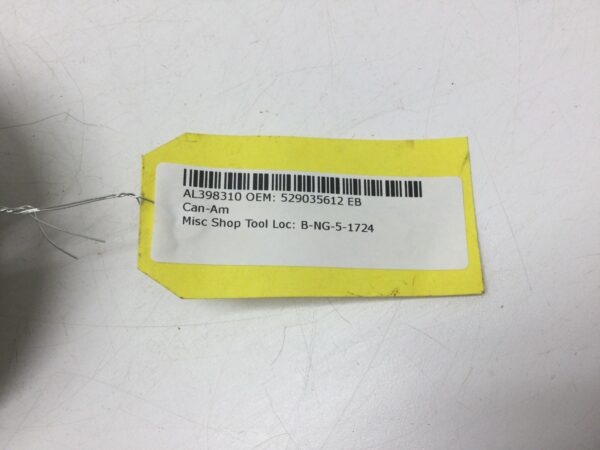 AL398310 OEM: 529035612 EB
Can-Am
Misc Shop Tool Loc: B-NG-5-1724